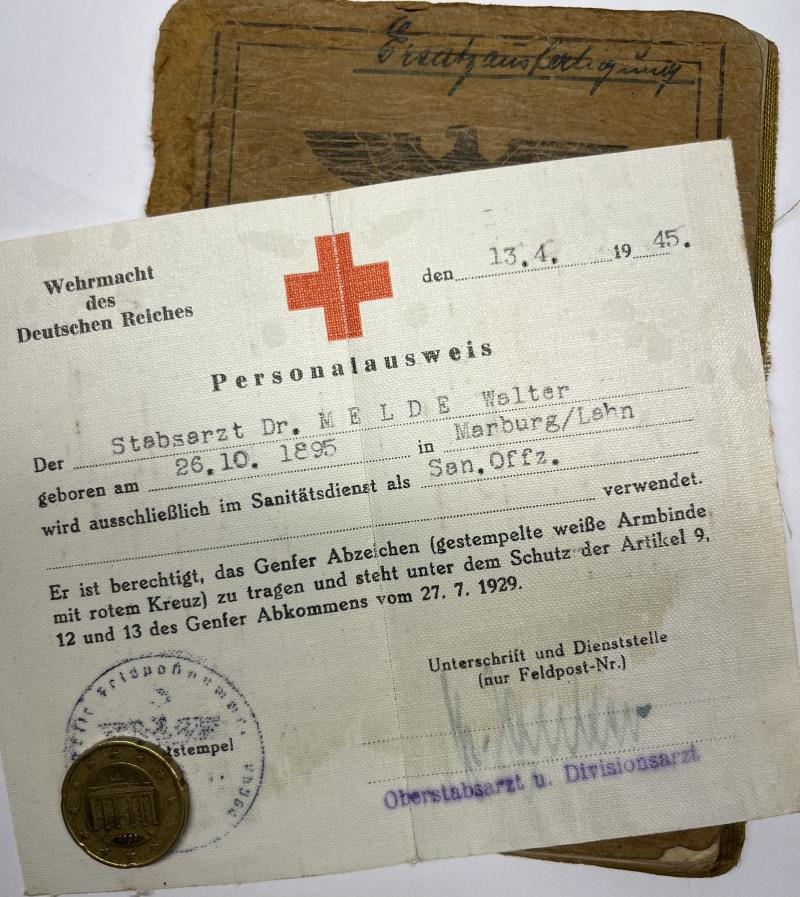 Ersatzausfertigung
Wehrmacht
des
Deutschen Reiches
den 13.4. 19 45.
Personalausweis
Der Stabsarzt Dr. M E L D E Walter
geboren am 26.10. 1895 in Marburg/Lahn
wird ausschließlich im Sanitätsdienst als San.Offz.
verwendet.
Er ist berechtigt, das Genfer Abzeichen (gestempelte weiße Armbinde
mit rotem Kreuz) zu tragen und steht unter dem Schutz der Artikel 9,
12 und 13 des Genfer Abkommens vom 27. 7. 1929.
Unterschrift und Dienststelle
(nur Feldpost-Nr.)
tstempel
Oberstabsarzt u. Divisionsarzt